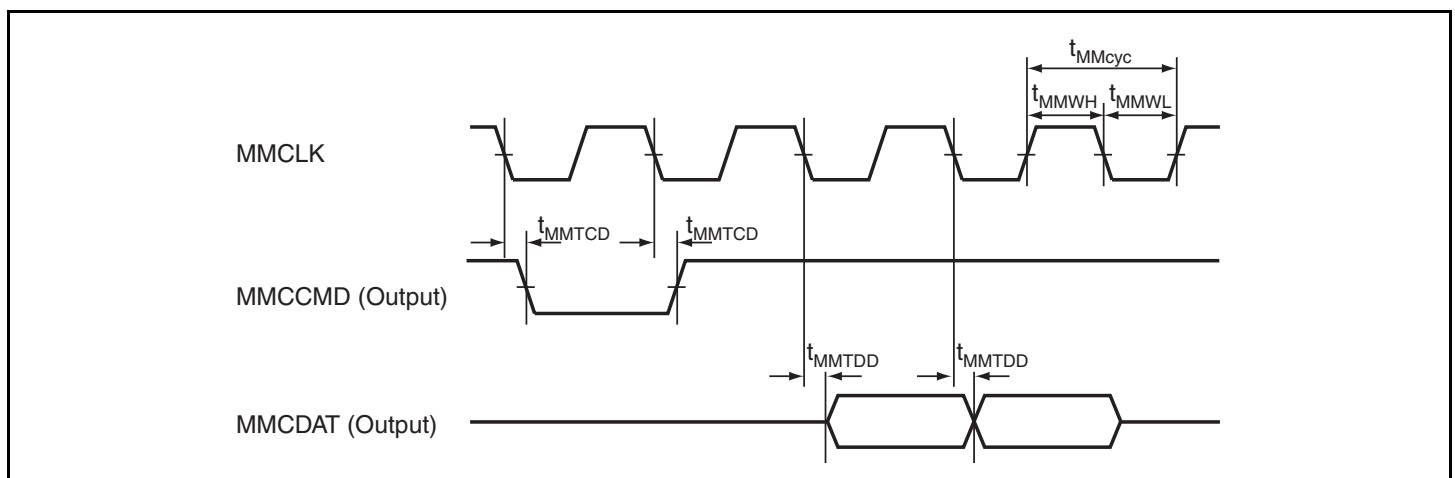 tMMcyc
tMMWH tMMWL
MMCLK
tMMTCD tMMTCD
MMCCMD (Output)
tMMTDD tMMTDD
MMCDAT (Output)